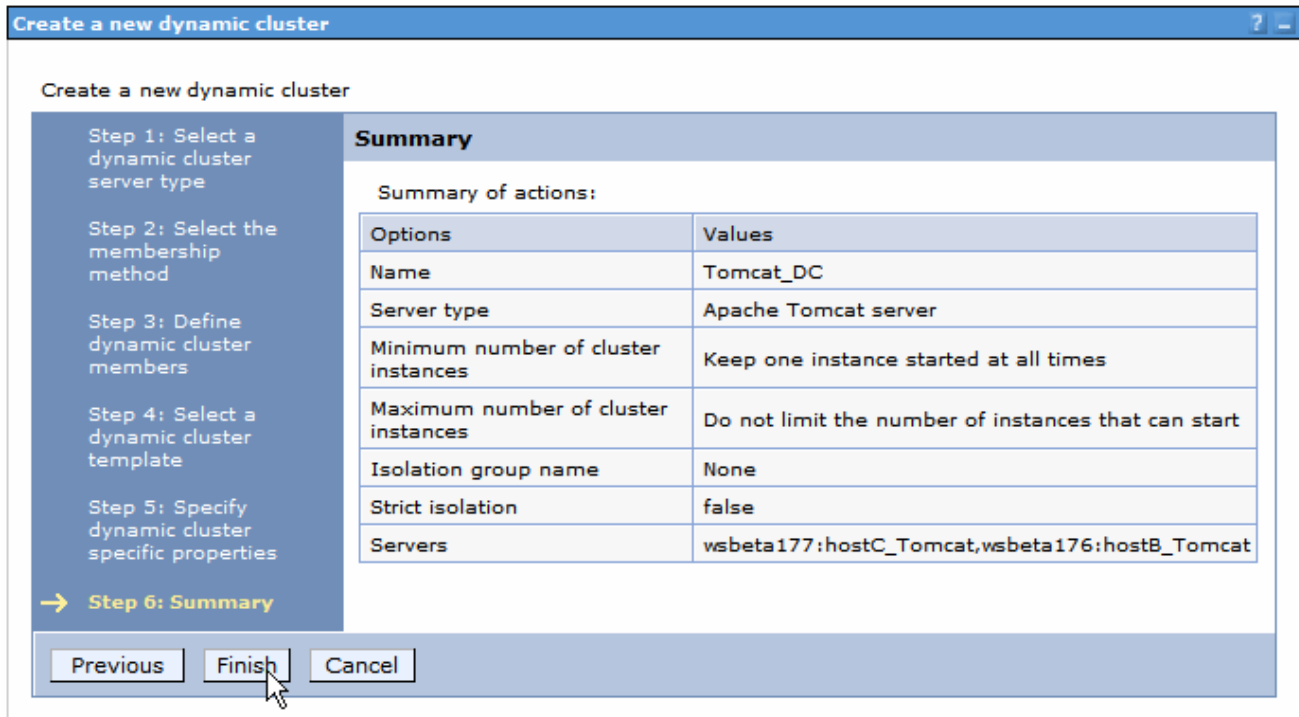 Create a new dynamic cluster
? –
Create a new dynamic cluster
Step 1: Select a
dynamic cluster
server type
Step 2: Select the
membership
method
Step 3: Define
dynamic cluster
members
Step 4: Select a
dynamic cluster
template
Step 5: Specify
dynamic cluster
specific properties
Step 6: Summary
Summary
Summary of actions:
Options Values
Name Tomcat_DC
Server type Apache Tomcat server
Minimum number of cluster
instances Keep one instance started at all times
Maximum number of cluster
instances Do not limit the number of instances that can start
Isolation group name None
Strict isolation false
Servers wsbeta177:hostC_Tomcat,wsbeta176:hostB_Tomcat
Previous Finish Cancel